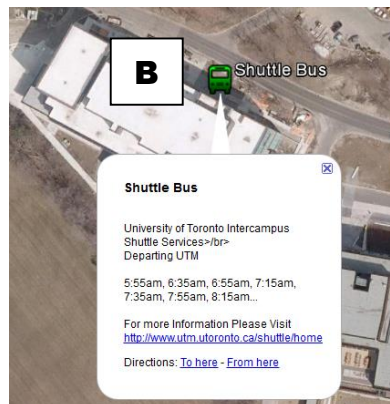 B
Shuttle Bus
Shuttle Bus
University of Toronto Intercampus
Shuttle Services>/br>
Departing UTM
5:55am, 6:35am, 6:55am, 7:15am,
7:35am, 7:55am, 8:15am...
For more Information Please Visit
http://www.utm.utoronto.ca/shuttle/home
Directions: To here - From here